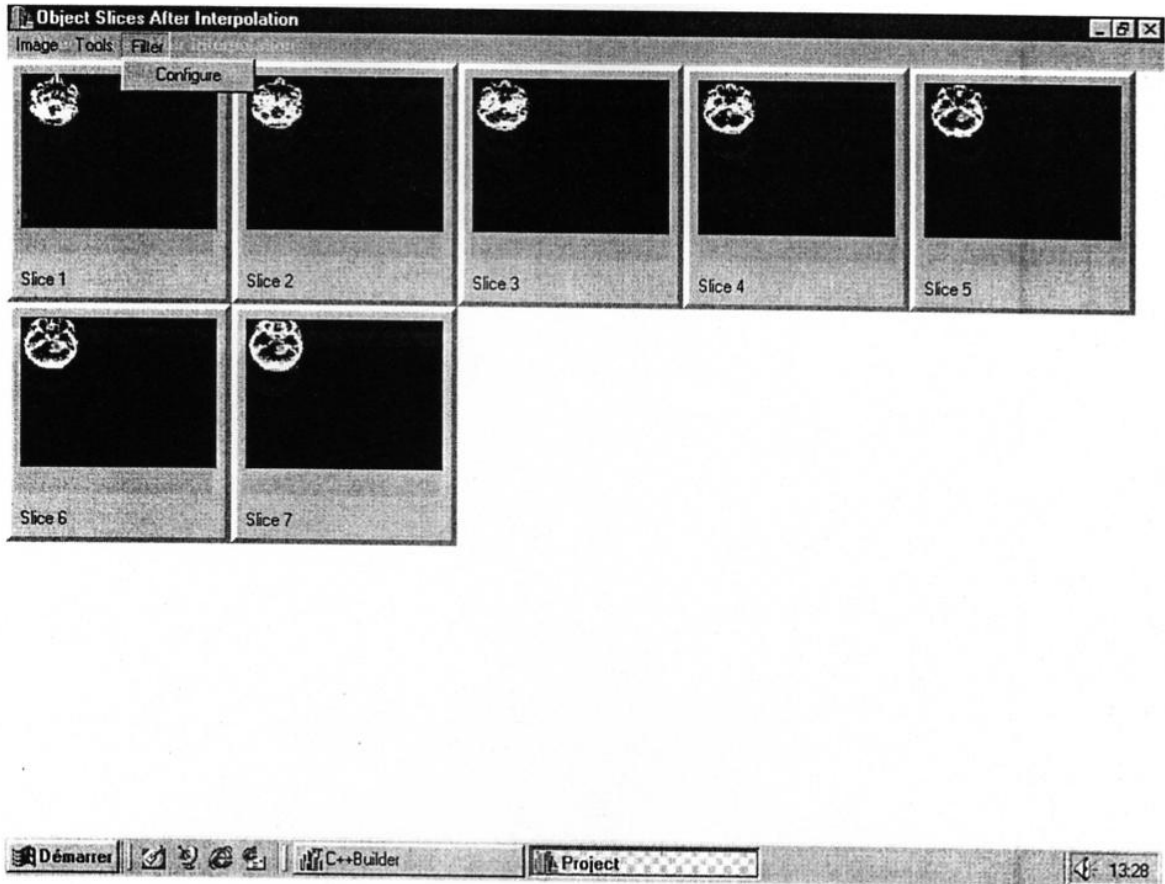 Object Slices After Interpolation
Image Tools Filter
Configure
Slice 1
Slice 2
Slice 3
Slice 4
Slice 5
Slice 6
Slice 7
Démarrer
C++Builder
Project
13:28